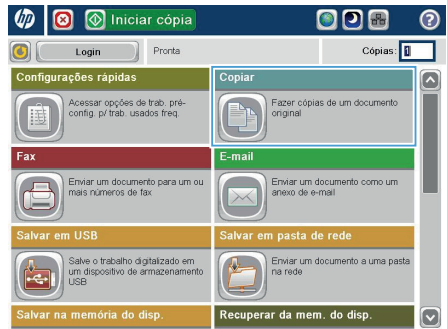 hp Iniciar cópia ?
Login Pronta Cópias: 1
Configurações rápidas
Acessar opções de
trab. pré-
config. p/ trab. usados freq.
Copiar
Fazer cópias de um documento
original
Fax
Enviar um documento para um ou
mais números de fax
E-mail
Enviar um documento como um
anexo de e-mail
Salvar em USB
Salve o trabalho digitalizado em
um dispositivo de armazenamento
USB
Salvar em pasta de rede
Enviar um documento a uma pasta
na rede
Salvar na memória do disp.
Recuperar da mem. do disp.